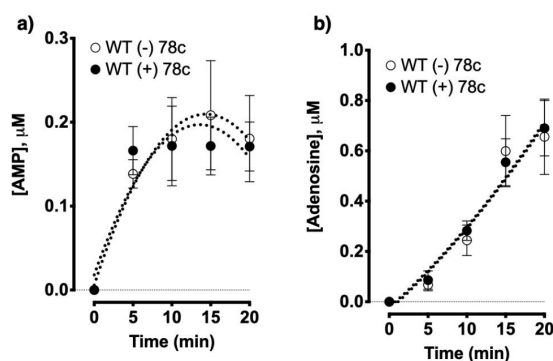 a)
WT (-) 78c
WT (+) 78c
[AMP], μM
0.3
0.2
0.1
0.0
0 5 10 15 20
Time (min)
b)
WT (-) 78c
WT (+) 78c
[Adenosine], μM
1.0
0.8
0.6
0.4
0.2
0.0
0 5 10 15 20
Time (min)